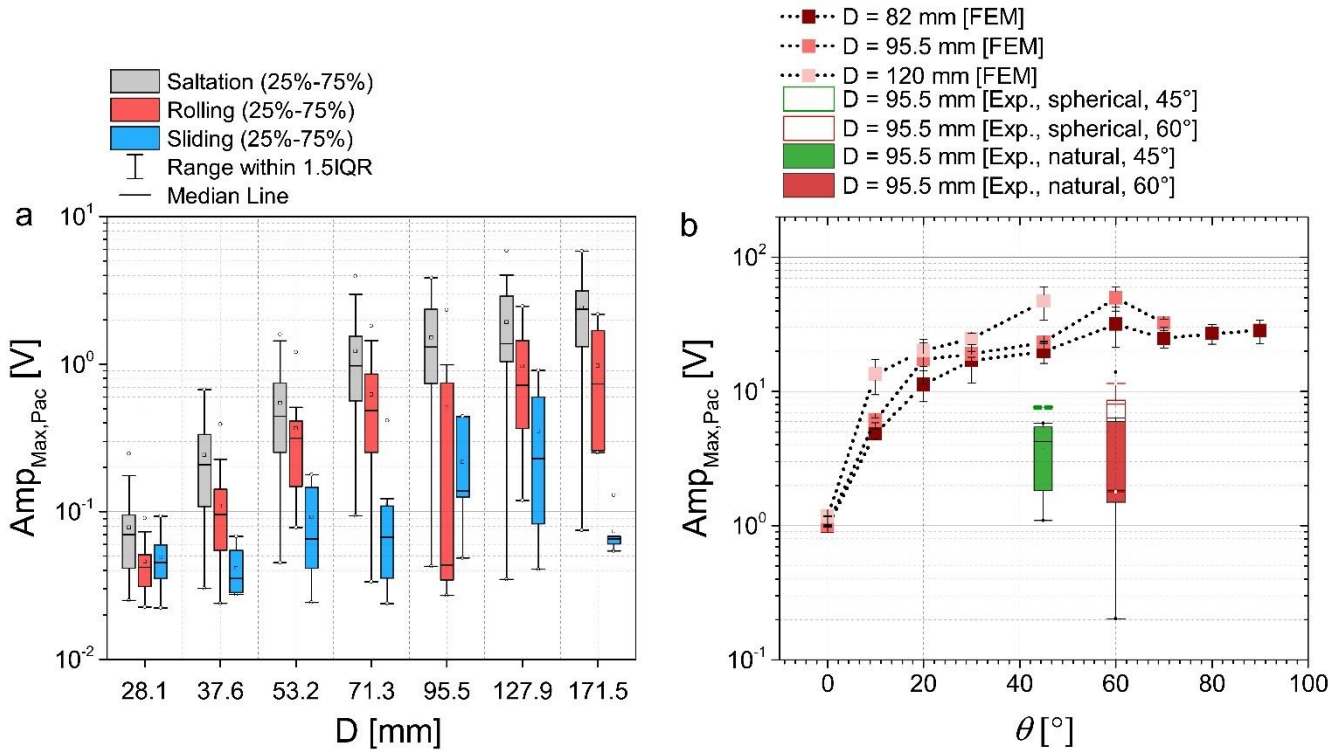 Saltation (25%-75%)
Rolling (25%-75%)
Sliding (25%-75%)
Range within 1.5IQR
Median Line
a
Amp_Max,Pac [V]
10^1
10^0
10^-1
10^-2
28.1 37.6 53.2 71.3 95.5 127.9 171.5
D [mm]
D = 82 mm [FEM]
D = 95.5 mm [FEM]
D = 120 mm [FEM]
D = 95.5 mm [Exp., spherical, 45°]
D = 95.5 mm [Exp., spherical, 60°]
D = 95.5 mm [Exp., natural, 45°]
D = 95.5 mm [Exp., natural, 60°]
b
Amp_Max,Pac [V]
10^2
10^1
10^0
10^-1
0 20 40 60 80 100
θ [°]